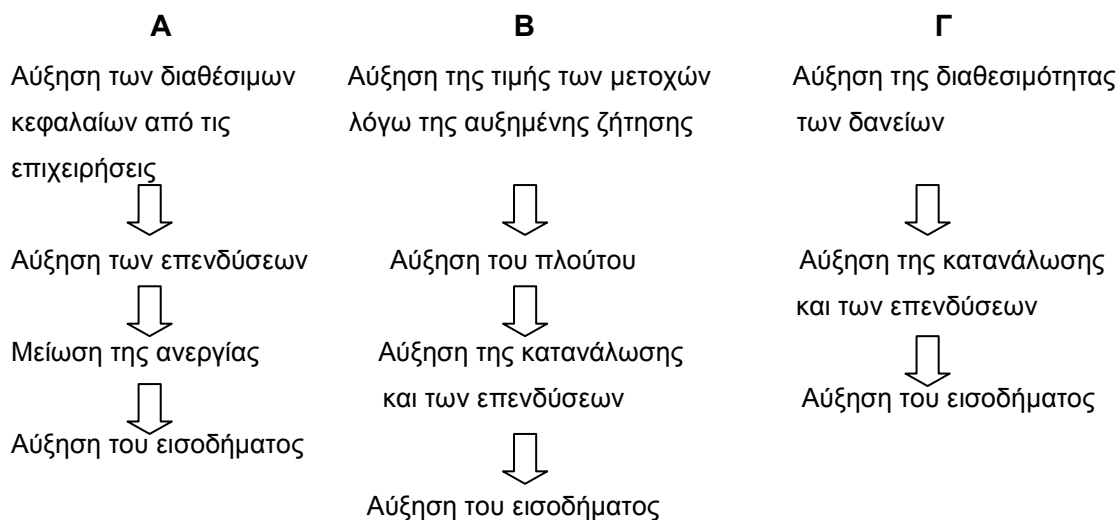 Α
Αύξηση των διαθέσιμων
κεφαλαίων από τις
επιχειρήσεις
Αύξηση των επενδύσεων
Μείωση της ανεργίας
Αύξηση του εισοδήματος
Β
Αύξηση της τιμής των μετοχών
λόγω της αυξημένης ζήτησης
Αύξηση του πλούτου
Αύξηση της κατανάλωσης
και των επενδύσεων
Αύξηση του εισοδήματος
Γ
Αύξηση της διαθεσιμότητας
των δανείων
Αύξηση της κατανάλωσης
και των επενδύσεων
Αύξηση του εισοδήματος